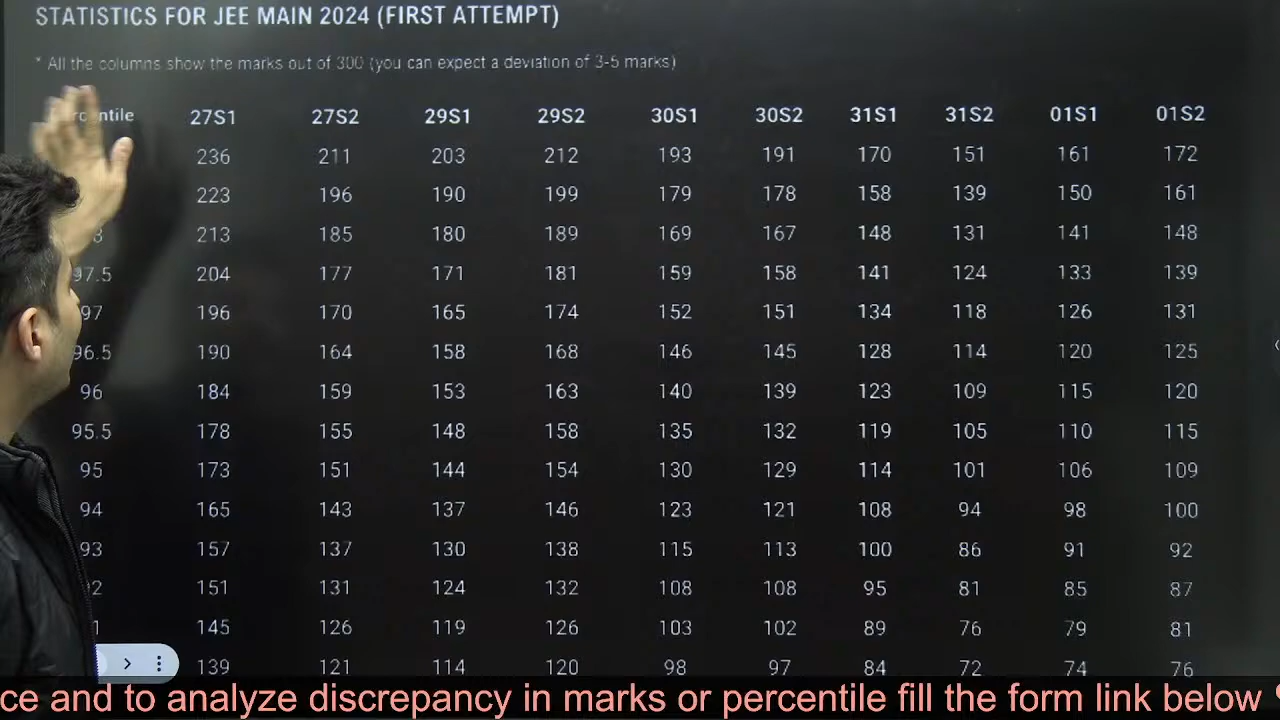 STATISTICS FOR JEE MAIN 2024 (FIRST ATTEMPT)
* All the columns show the marks out of 300 (you can expect a deviation of 3-5 marks)
27S1 27S2 29S1 29S2 30S1 30S2 31S1 31S2 01S1 01S2
236 211 203 212 193 191 170 151 161 172
223 196 190 199 179 178 158 139 150 161
213 185 180 189 169 167 148 131 141 148
97.5 204 177 171 181 159 158 141 124 133 139
97 196 170 165 174 152 151 134 118 126 131
96.5 190 164 158 168 146 145 128 114 120 125
96 184 159 153 163 140 139 123 109 115 120
95.5 178 155 148 158 135 132 119 105 110 115
95 173 151 144 154 130 129 114 101 106 109
94 165 143 137 146 123 121 108 94 98 100
93 157 137 130 138 115 113 100 86 91 92
151 131 124 132 108 108 95 81 85 87
145 126 119 126 103 102 89 76 79 81
139 121 114 120 98 97 84 72 74 76
ce and to analyze discrepancy in marks or percentile fill the form link below